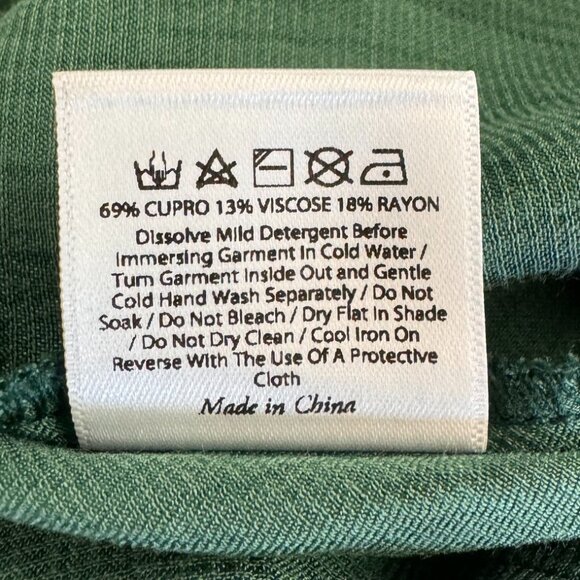 69% CUPRO 13% VISCOSE 18% RAYON
Dissolve Mild Detergent Before
Immersing Garment In Cold Water /
Turn Garment Inside Out and Gentle
Cold Hand Wash Separately / Do Not
Soak / Do Not Bleach / Dry Flat In Shade
/ Do Not Dry Clean / Cool Iron On
Reverse With The Use Of A Protective
Cloth
Made in China